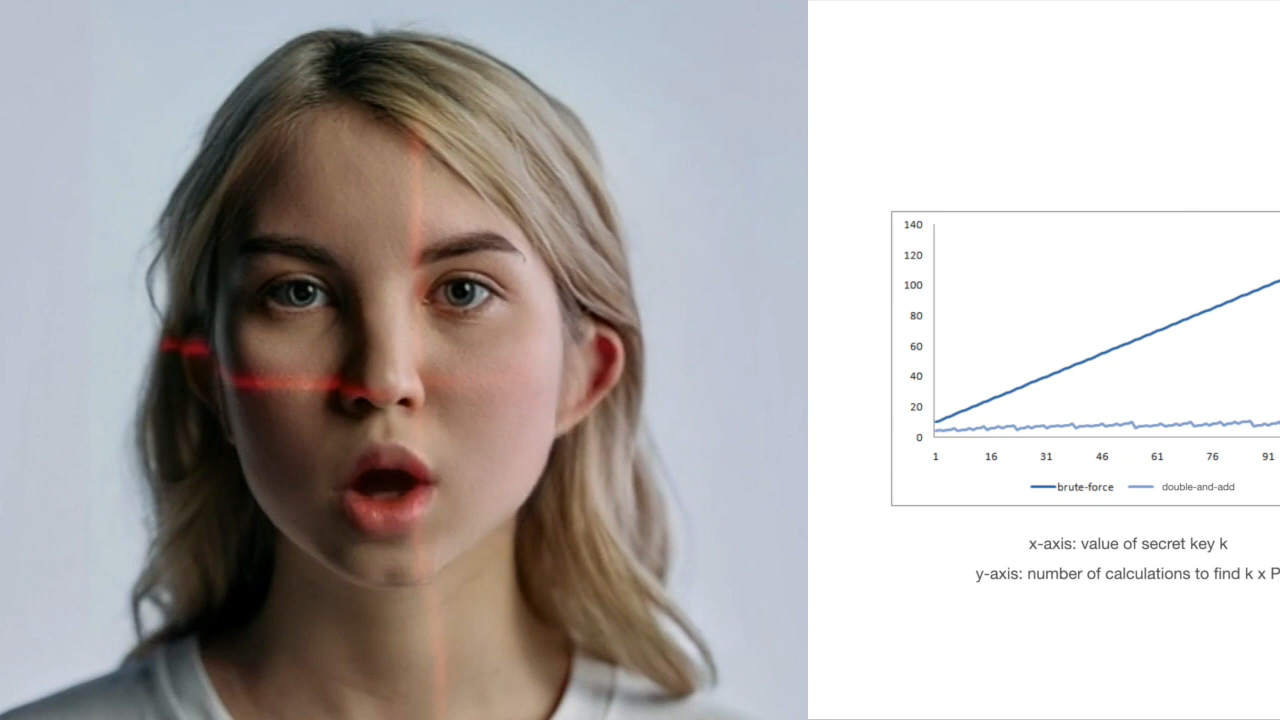 140
120
100
80
60
40
20
0
1 16 31 46 61 76 91
brute-force double-and-add
x-axis: value of secret key k
y-axis: number of calculations to find k x P